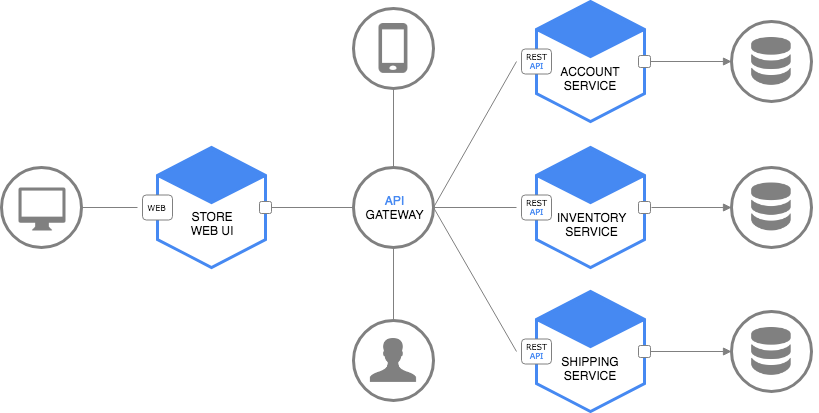 REST
API
ACCOUNT
SERVICE
WEB
STORE
WEB UI
API
GATEWAY
REST
API
INVENTORY
SERVICE
REST
API
SHIPPING
SERVICE